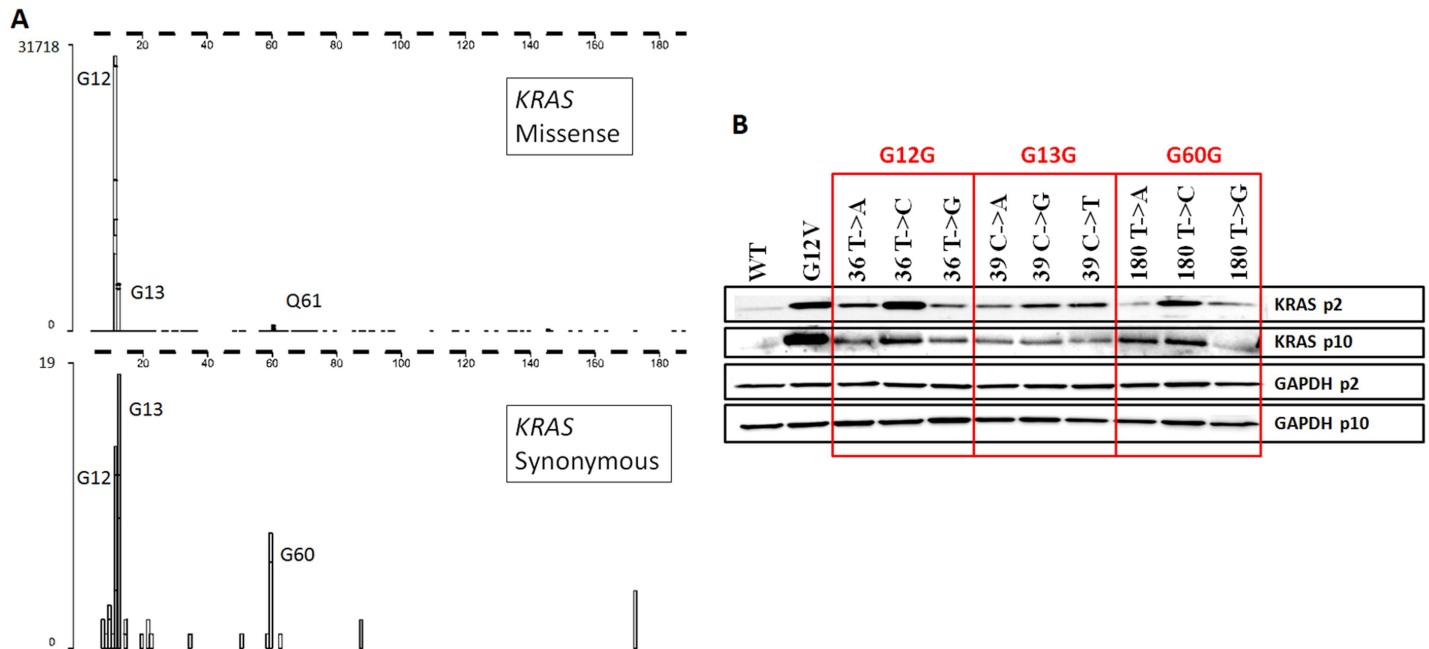 A
20 40 60 80 100 120 140 160 180
31718
G12
KRAS
Missense
G13
Q61
0
20 40 60 80 100 120 140 160 180
19
G13
KRAS
Synonymous
G12
G60
0
B
G12G G13G G60G
WT G12V 36 T->A 36 T->C 36 T->G 39 C->A 39 C->G 39 C->T 180 T->A 180 T->C 180 T->G
KRAS p2
KRAS p10
GAPDH p2
GAPDH p10